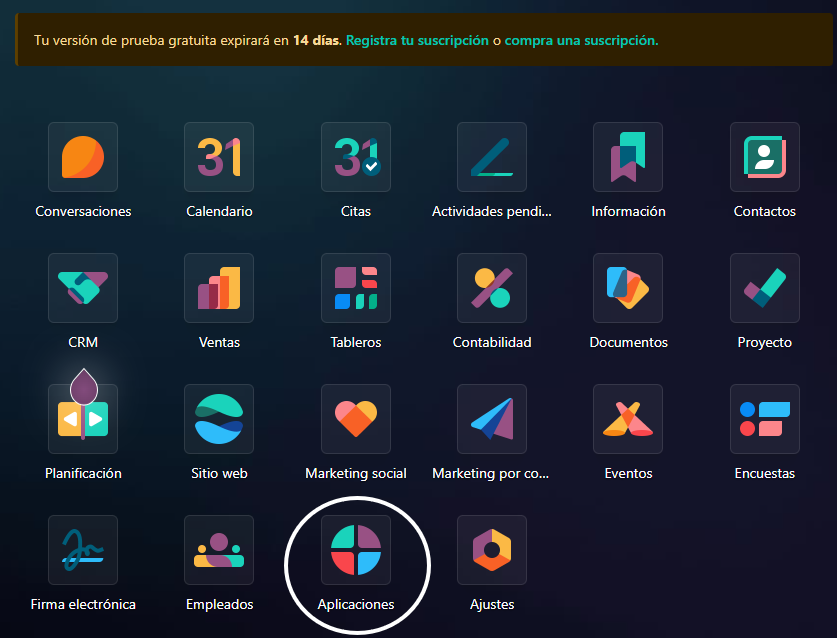 Tu versión de prueba gratuita expirará en 14 días. Registra tu suscripción o compra una suscripción.
31
31
Conversaciones
Calendario
Citas
Actividades pendi...
Información
Contactos
CRM
Ventas
Tableros
Contabilidad
Documentos
Proyecto
Planificación
Sitio web
Marketing social
Marketing por co...
Eventos
Encuestas
Firma electrónica
Empleados
Aplicaciones
Ajustes